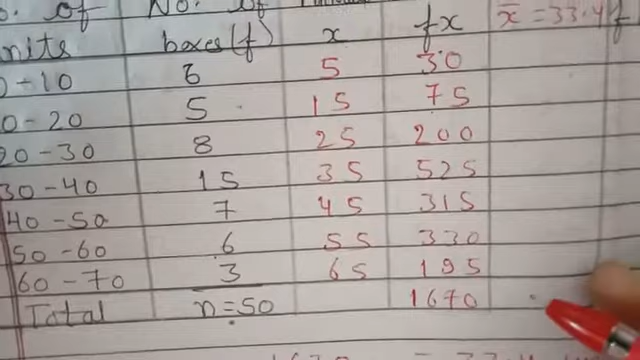 of No. of x̄ = 33.4
nits boxes (f) x fx
0-10 6 5 30
0-20 5 15 75
20-30 8 25 200
30-40 15 35 525
40-50 7 45 315
50-60 6 55 330
60-70 3 65 195
Total n=50 1670